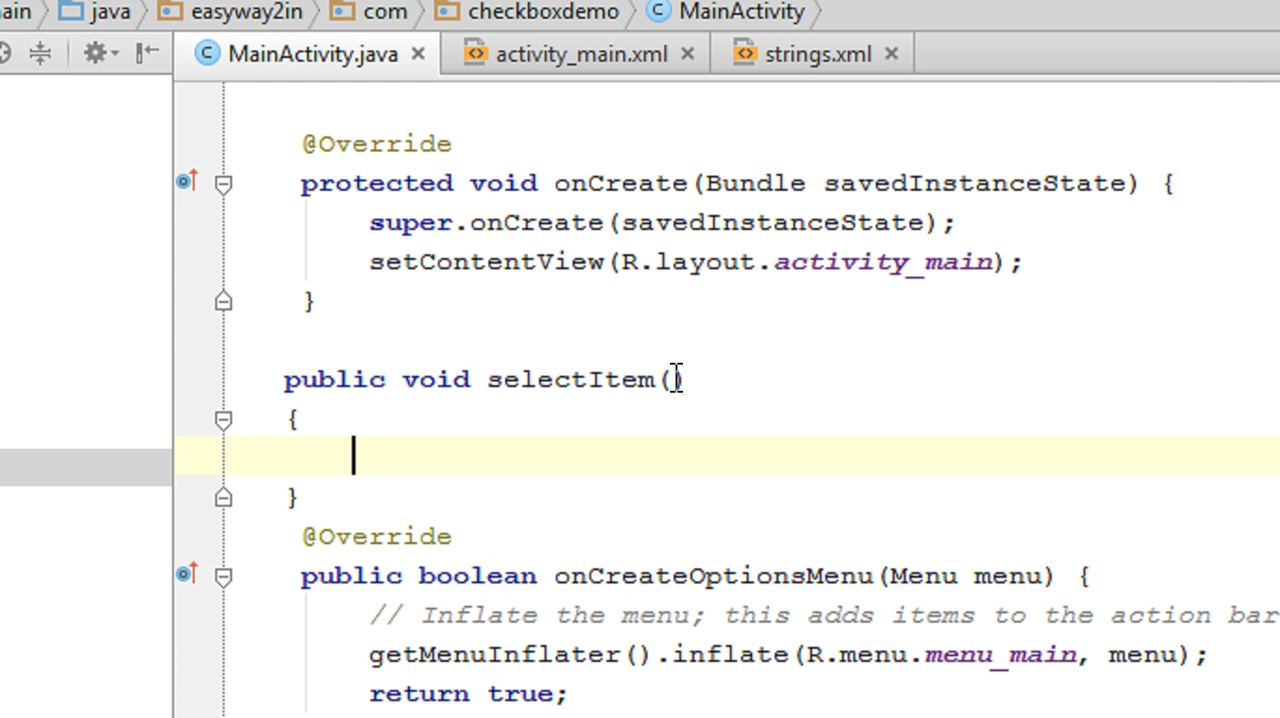 ain java easyway2in com checkboxdemo MainActivity
MainActivity.java activity_main.xml strings.xml
@Override
protected void onCreate(Bundle savedInstanceState) {
super.onCreate(savedInstanceState);
setContentView(R.layout.activity_main);
}
public void selectItem()
{
}
@Override
public boolean onCreateOptionsMenu(Menu menu) {
// Inflate the menu; this adds items to the action bar
getMenuInflater().inflate(R.menu.menu_main, menu);
return true;